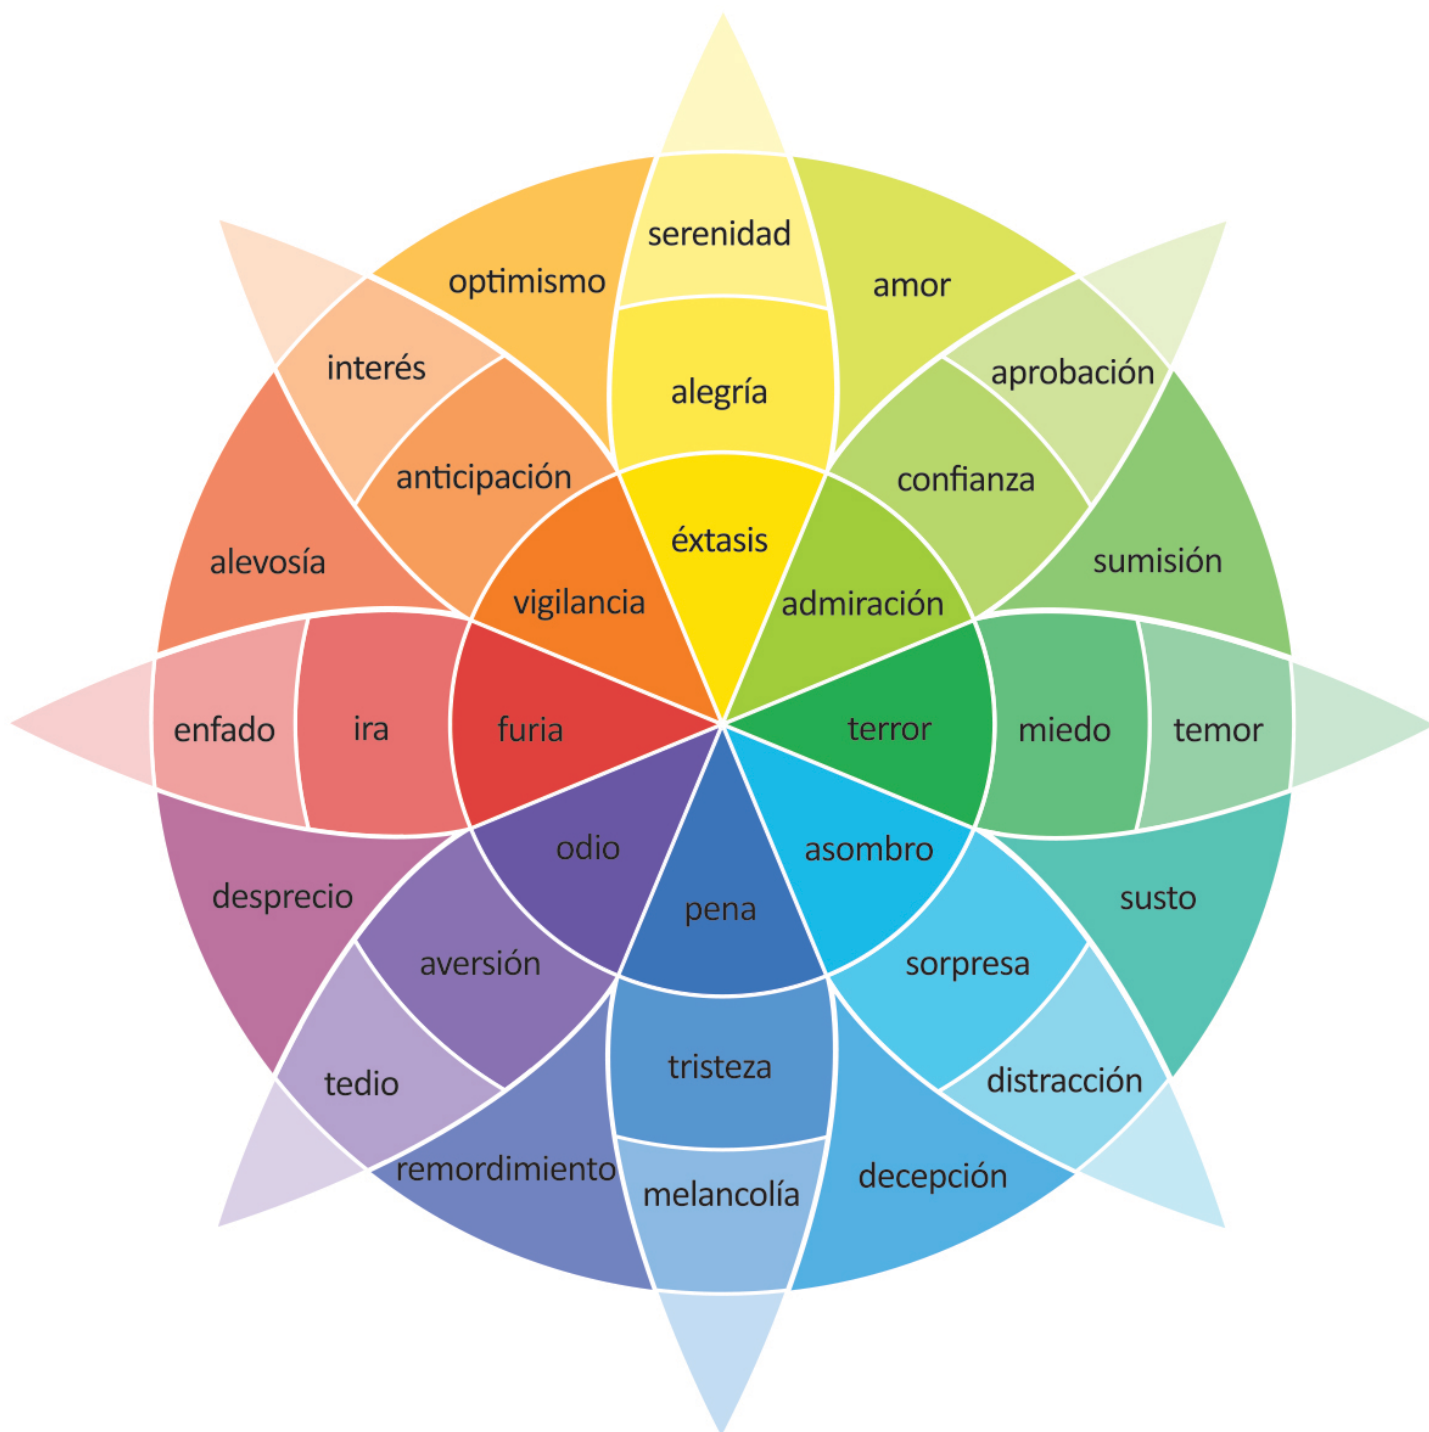 serenidad
optimismo
amor
interés
aprobación
alegría
anticipación
confianza
éxtasis
alevosía
sumisión
vigilancia
admiración
enfado
ira
furia
terror
miedo
temor
odio
asombro
desprecio
susto
pena
aversión
sorpresa
tristeza
tedio
distracción
remordimiento
decepción
melancolía